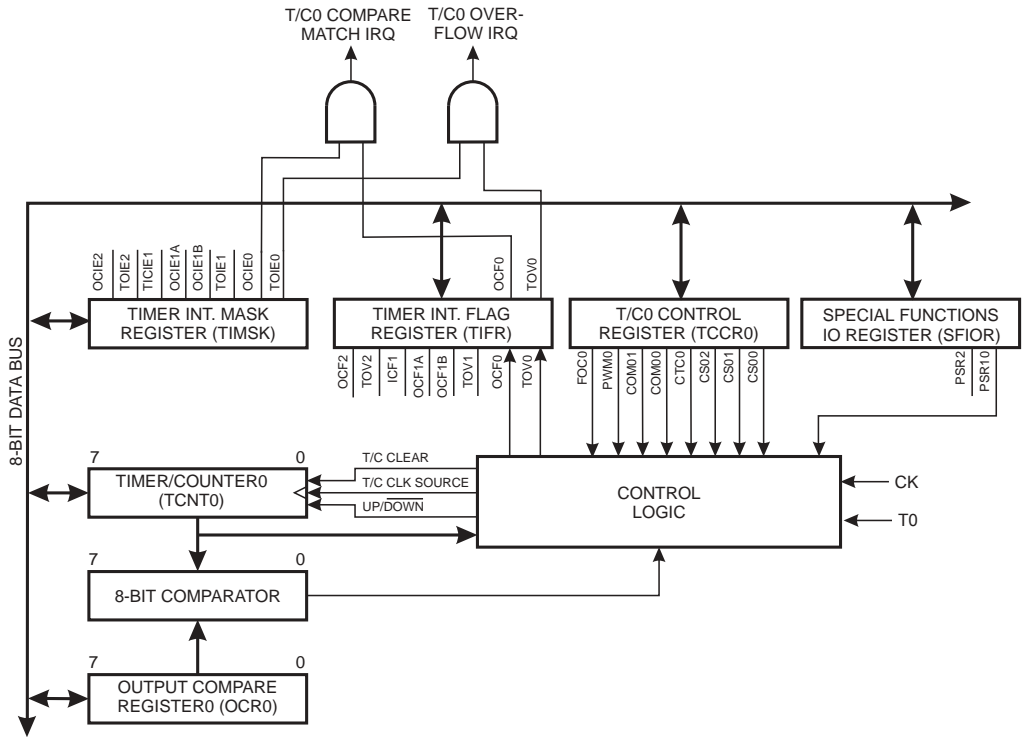 T/C0 COMPARE
MATCH IRQ
T/C0 OVER-
FLOW IRQ
8-BIT DATA BUS
OCIE2
TOIE2
TICIE1
OCIE1A
OCIE1B
TOIE1
OCIE0
TOIE0
OCF0
TOV0
TIMER INT. MASK
REGISTER (TIMSK)
TIMER INT. FLAG
REGISTER (TIFR)
T/C0 CONTROL
REGISTER (TCCR0)
SPECIAL FUNCTIONS
IO REGISTER (SFIOR)
OCF2
TOV2
ICF1
OCF1A
OCF1B
TOV1
OCF0
TOV0
FOC0
PWM0
COM01
COM00
CTC0
CS02
CS01
CS00
PSR2
PSR10
7 0
TIMER/COUNTER0
(TCNT0)
T/C CLEAR
T/C CLK SOURCE
UP/DOWN
CONTROL
LOGIC
CK
T0
7 0
8-BIT COMPARATOR
7 0
OUTPUT COMPARE
REGISTER0 (OCR0)